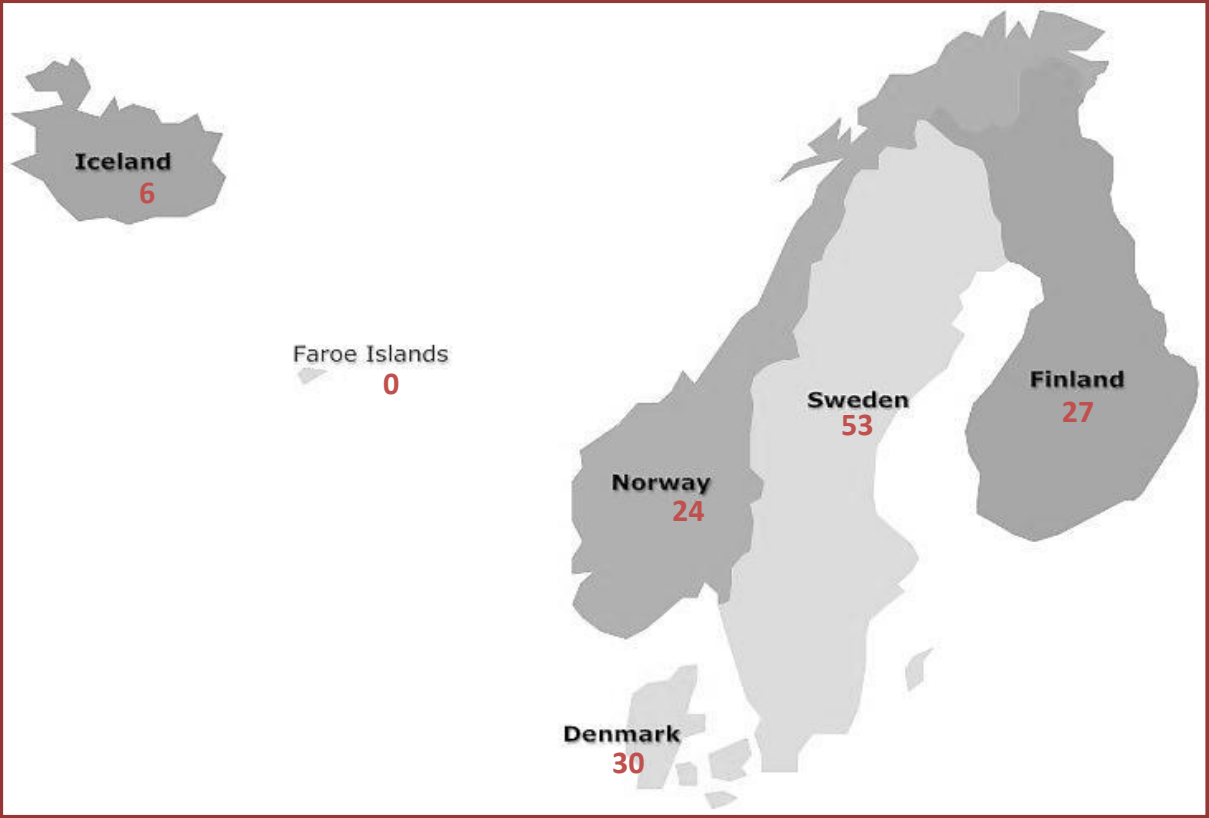 Iceland
6
Faroe Islands
0
Finland
27
Sweden
53
Norway
24
Denmark
30